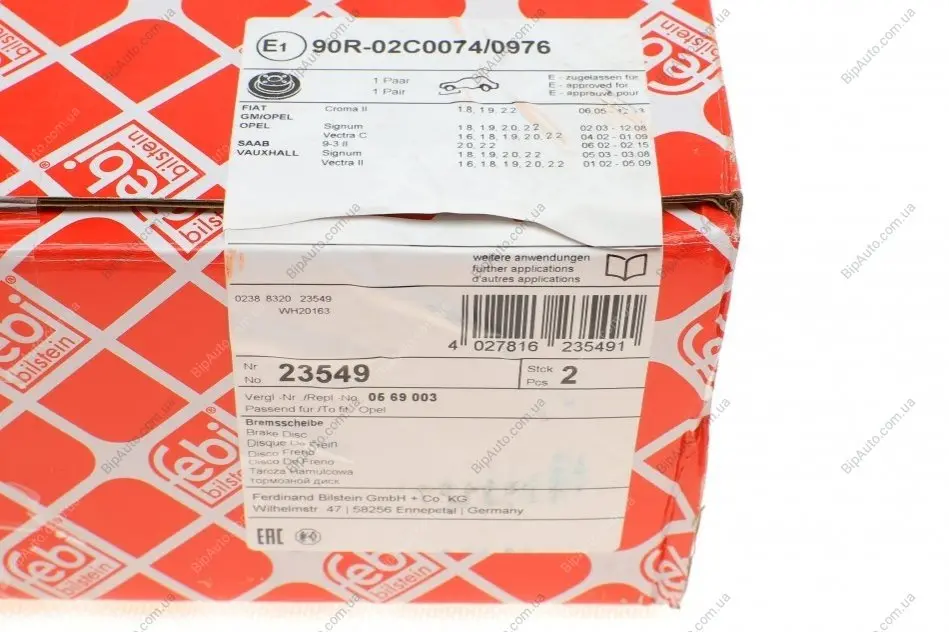 E1 90R-02C0074/0976
1 Paar
1 Pair
E - zugelassen für
E - approved for
E - approuvé pour
FIAT Croma II 1.8, 1.9, 2.2 06.05 -
GM/OPEL
OPEL Signum 1.8, 1.9, 2.0, 2.2 02.03 - 12.08
Vectra C 1.6, 1.8, 1.9, 2.0, 2.2 04.02 - 01.09
SAAB 9-3 II 2.0, 2.2 06.02 - 02.15
VAUXHALL Signum 1.8, 1.9, 2.0, 2.2 05.03 - 03.08
Vectra II 1.6, 1.8, 1.9, 2.0, 2.2 01.02 - 05.09
weitere anwendungen
further applications
d'autres applications
0238 8320 23549
WH20163
4 027816 235491
Nr
No. 23549
Stck
Pcs 2
Vergl.-Nr./Repl.-No. 05 69 003
Passend für /To fit: Opel
Bremsscheibe
Brake Disc
Disque De Frein
Disco Freno
Disco De Freno
Tarcza Hamulcowa
тормозной диск
Ferdinand Bilstein GmbH + Co. KG
Wilhelmstr. 47 | 58256 Ennepetal | Germany
EAC
febi
bilstein
BipAuto.com.ua